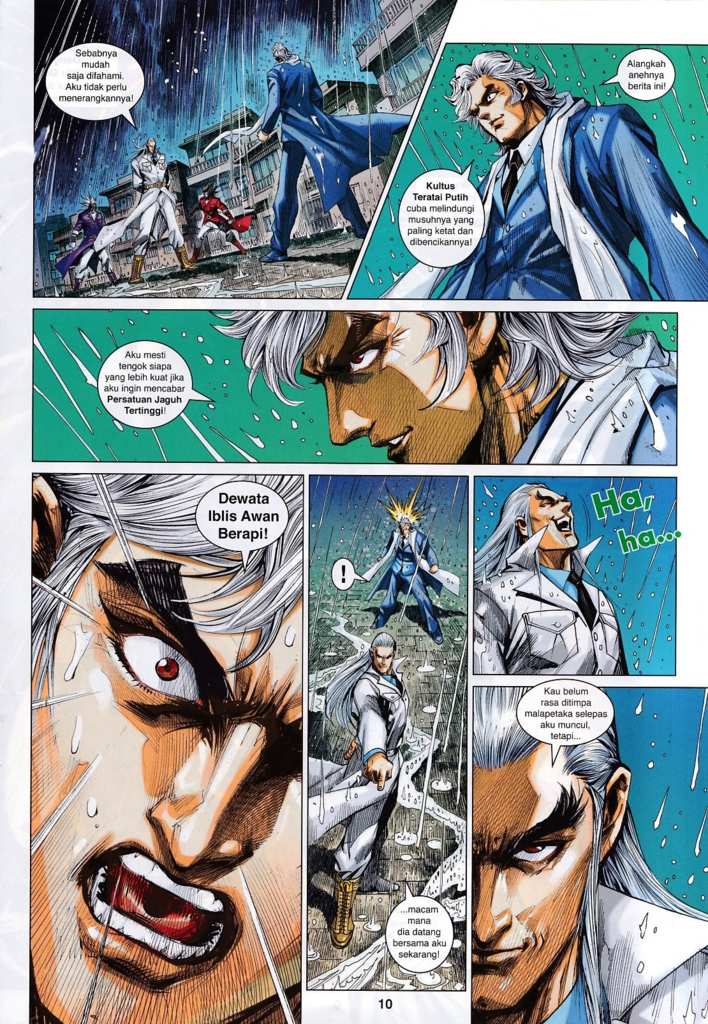 Sebabnya
mudah
saja difahami.
Aku tidak perlu
menerangkannya!
Alangkah
anehnya
berita ini!
Kultus
Teratai Putih
cuba melindungi
musuhnya yang
paling ketat dan
dibencikannya!
Aku mesti
tengok siapa
yang lebih kuat jika
aku ingin mencabar
Persatuan Jaguh
Tertinggi!
Dewata
Iblis Awan
Berapi!
!
Ha,
ha...
Kau belum
rasa ditimpa
malapetaka selepas
aku muncul,
tetapi...
...macam
mana
dia datang
bersama aku
sekarang!
10